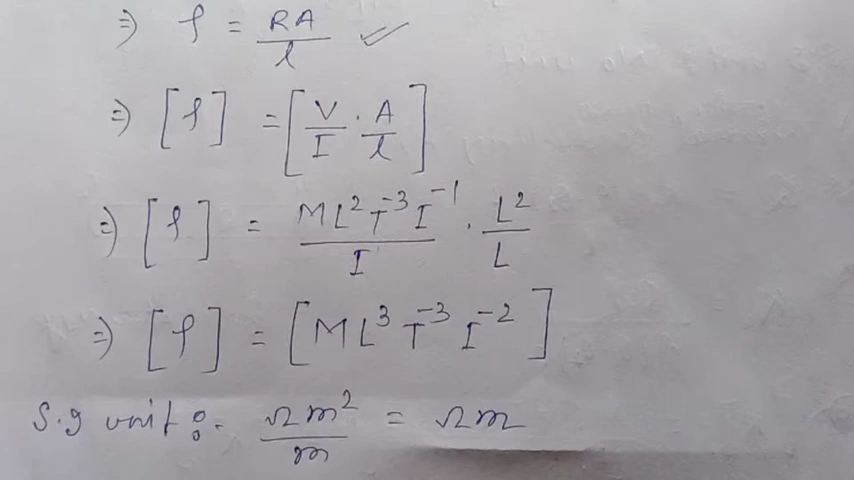 ⇒ ρ = RA/l ✓
⇒ [ρ] = [V/I · A/l]
⇒ [ρ] = ML²T⁻³I⁻¹/I · L²/L
⇒ [ρ] = [ML³T⁻³I⁻²]
S.I unit :- Ωm²/m = Ωm